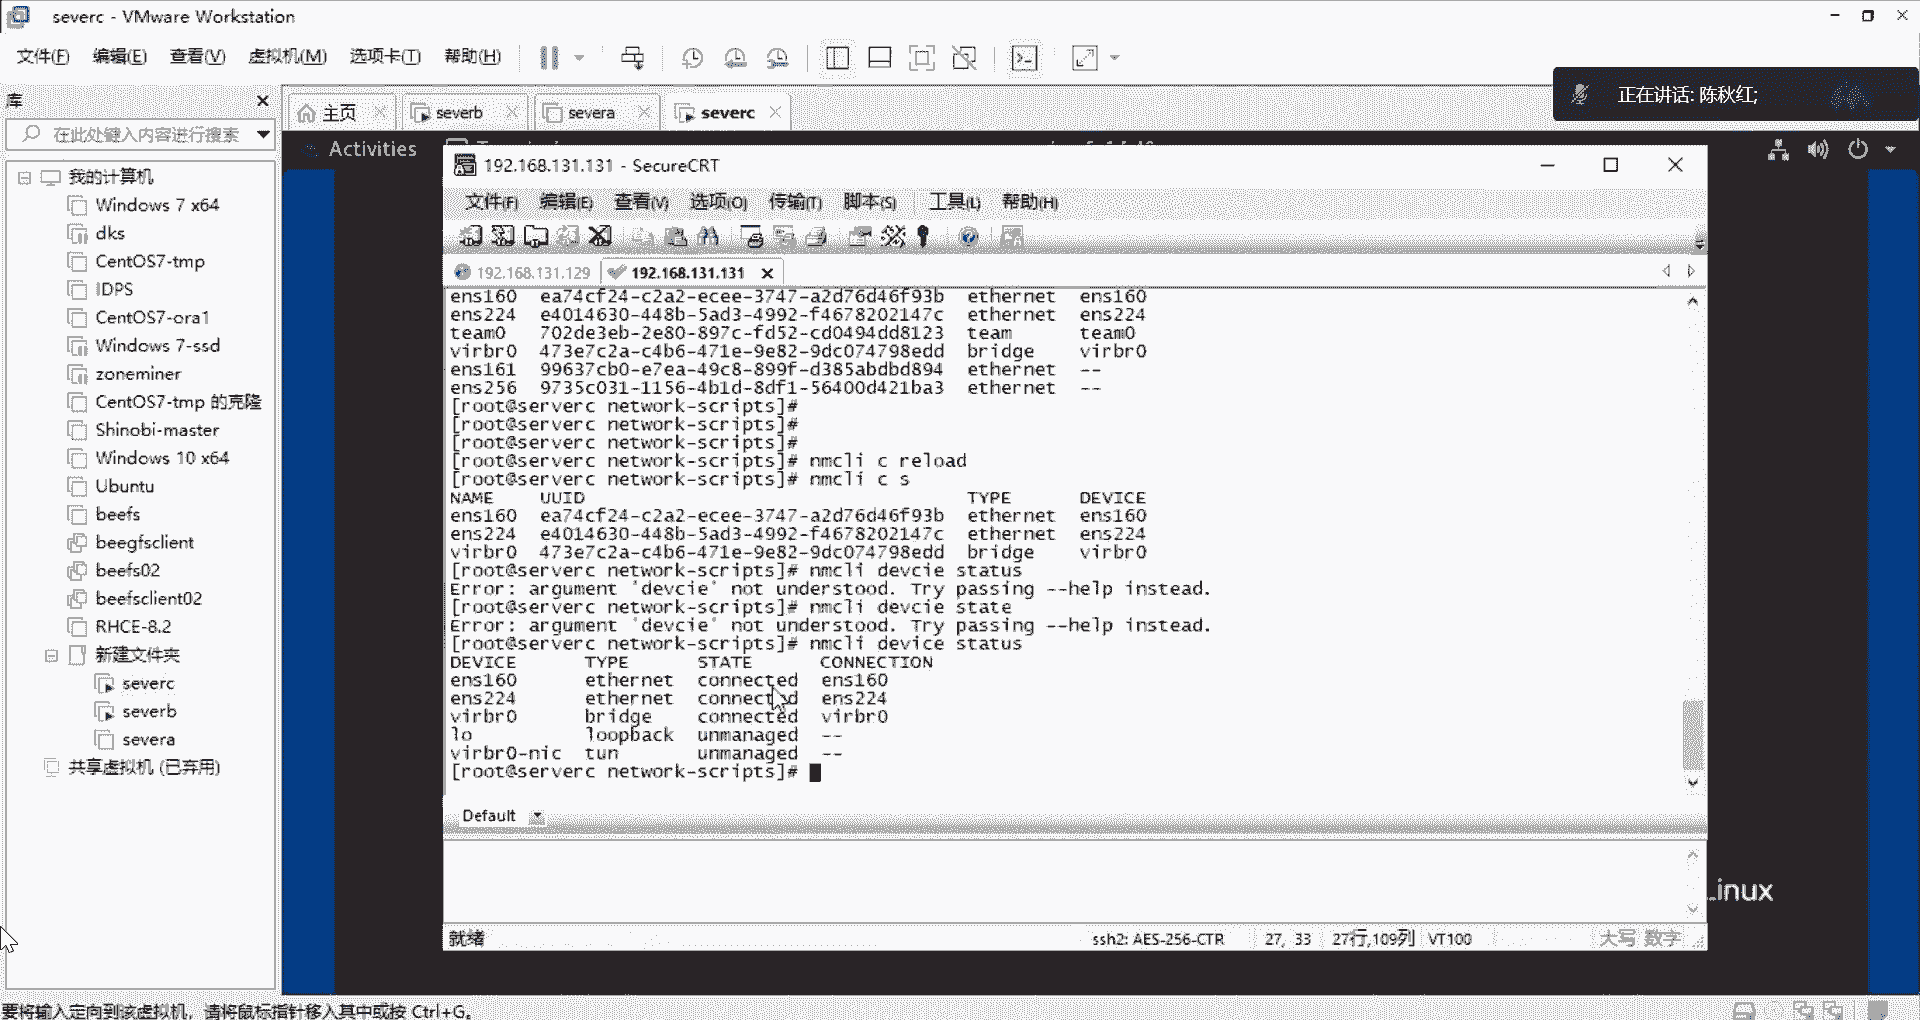 severc - VMware Workstation
文件(F) 编辑(E) 查看(V) 虚拟机(M) 选项卡(T) 帮助(H)
正在讲话: 陈秋红;
库
主页 severb severa severc
在此处键入内容进行搜索
Activities
192.168.131.131 - SecureCRT
文件(F) 编辑(E) 查看(V) 选项(O) 传输(T) 脚本(S) 工具(L) 帮助(H)
192.168.131.129 192.168.131.131
我的计算机
Windows 7 x64
dks
CentOS7-tmp
IDPS
CentOS7-ora1
Windows 7-ssd
zoneminer
CentOS7-tmp 的克隆
Shinobi-master
Windows 10 x64
Ubuntu
beefs
beegfsclient
beefs02
beefsclient02
RHCE-8.2
新建文件夹
severc
severb
severa
共享虚拟机 (已弃用)
ens160 ea74cf24-c2a2-ecee-3747-a2d76d46f93b ethernet ens160
ens224 e4014630-448b-5ad3-4992-f4678202147c ethernet ens224
team0 702de3eb-2e80-897c-fd52-cd0494dd8123 team team0
virbr0 473e7c2a-c4b6-471e-9e82-9dc074798edd bridge virbr0
ens161 99637cb0-e7ea-49c8-899f-d385abdbd894 ethernet --
ens256 9735c031-1156-4b1d-8df1-56400d421ba3 ethernet --
[root@serverc network-scripts]#
[root@serverc network-scripts]#
[root@serverc network-scripts]#
[root@serverc network-scripts]# nmcli c reload
[root@serverc network-scripts]# nmcli c s
NAME UUID TYPE DEVICE
ens160 ea74cf24-c2a2-ecee-3747-a2d76d46f93b ethernet ens160
ens224 e4014630-448b-5ad3-4992-f4678202147c ethernet ens224
virbr0 473e7c2a-c4b6-471e-9e82-9dc074798edd bridge virbr0
[root@serverc network-scripts]# nmcli devcie status
Error: argument 'devcie' not understood. Try passing --help instead.
[root@serverc network-scripts]# nmcli devcie state
Error: argument 'devcie' not understood. Try passing --help instead.
[root@serverc network-scripts]# nmcli device status
DEVICE TYPE STATE CONNECTION
ens160 ethernet connected ens160
ens224 ethernet connected ens224
virbr0 bridge connected virbr0
lo loopback unmanaged --
virbr0-nic tun unmanaged --
[root@serverc network-scripts]#
Default
Linux
就绪 ssh2: AES-256-CTR 27, 33 27行,109列 VT100 大写 数字
要将输入定向到该虚拟机，请将鼠标指针移入其中或按 Ctrl+G。